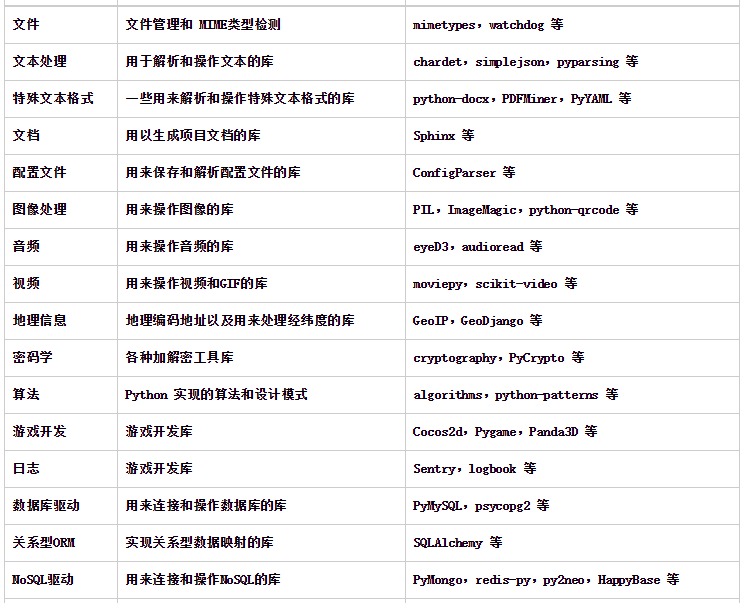 文件 文件管理和 MIME类型检测 mimetypes，watchdog 等
文本处理 用于解析和操作文本的库 chardet，simplejson，pyparsing 等
特殊文本格式 一些用来解析和操作特殊文本格式的库 python-docx，PDFMiner，PyYAML 等
文档 用以生成项目文档的库 Sphinx 等
配置文件 用来保存和解析配置文件的库 ConfigParser 等
图像处理 用来操作图像的库 PIL，ImageMagic，python-qrcode 等
音频 用来操作音频的库 eyeD3，audioread 等
视频 用来操作视频和GIF的库 moviepy，scikit-video 等
地理信息 地理编码地址以及用来处理经纬度的库 GeoIP，GeoDjango 等
密码学 各种加解密工具库 cryptography，PyCrypto 等
算法 Python 实现的算法和设计模式 algorithms，python-patterns 等
游戏开发 游戏开发库 Cocos2d，Pygame，Panda3D 等
日志 游戏开发库 Sentry，logbook 等
数据库驱动 用来连接和操作数据库的库 PyMySQL，psycopg2 等
关系型ORM 实现关系型数据映射的库 SQLAlchemy 等
NoSQL驱动 用来连接和操作NoSQL的库 PyMongo，redis-py，py2neo，HappyBase 等